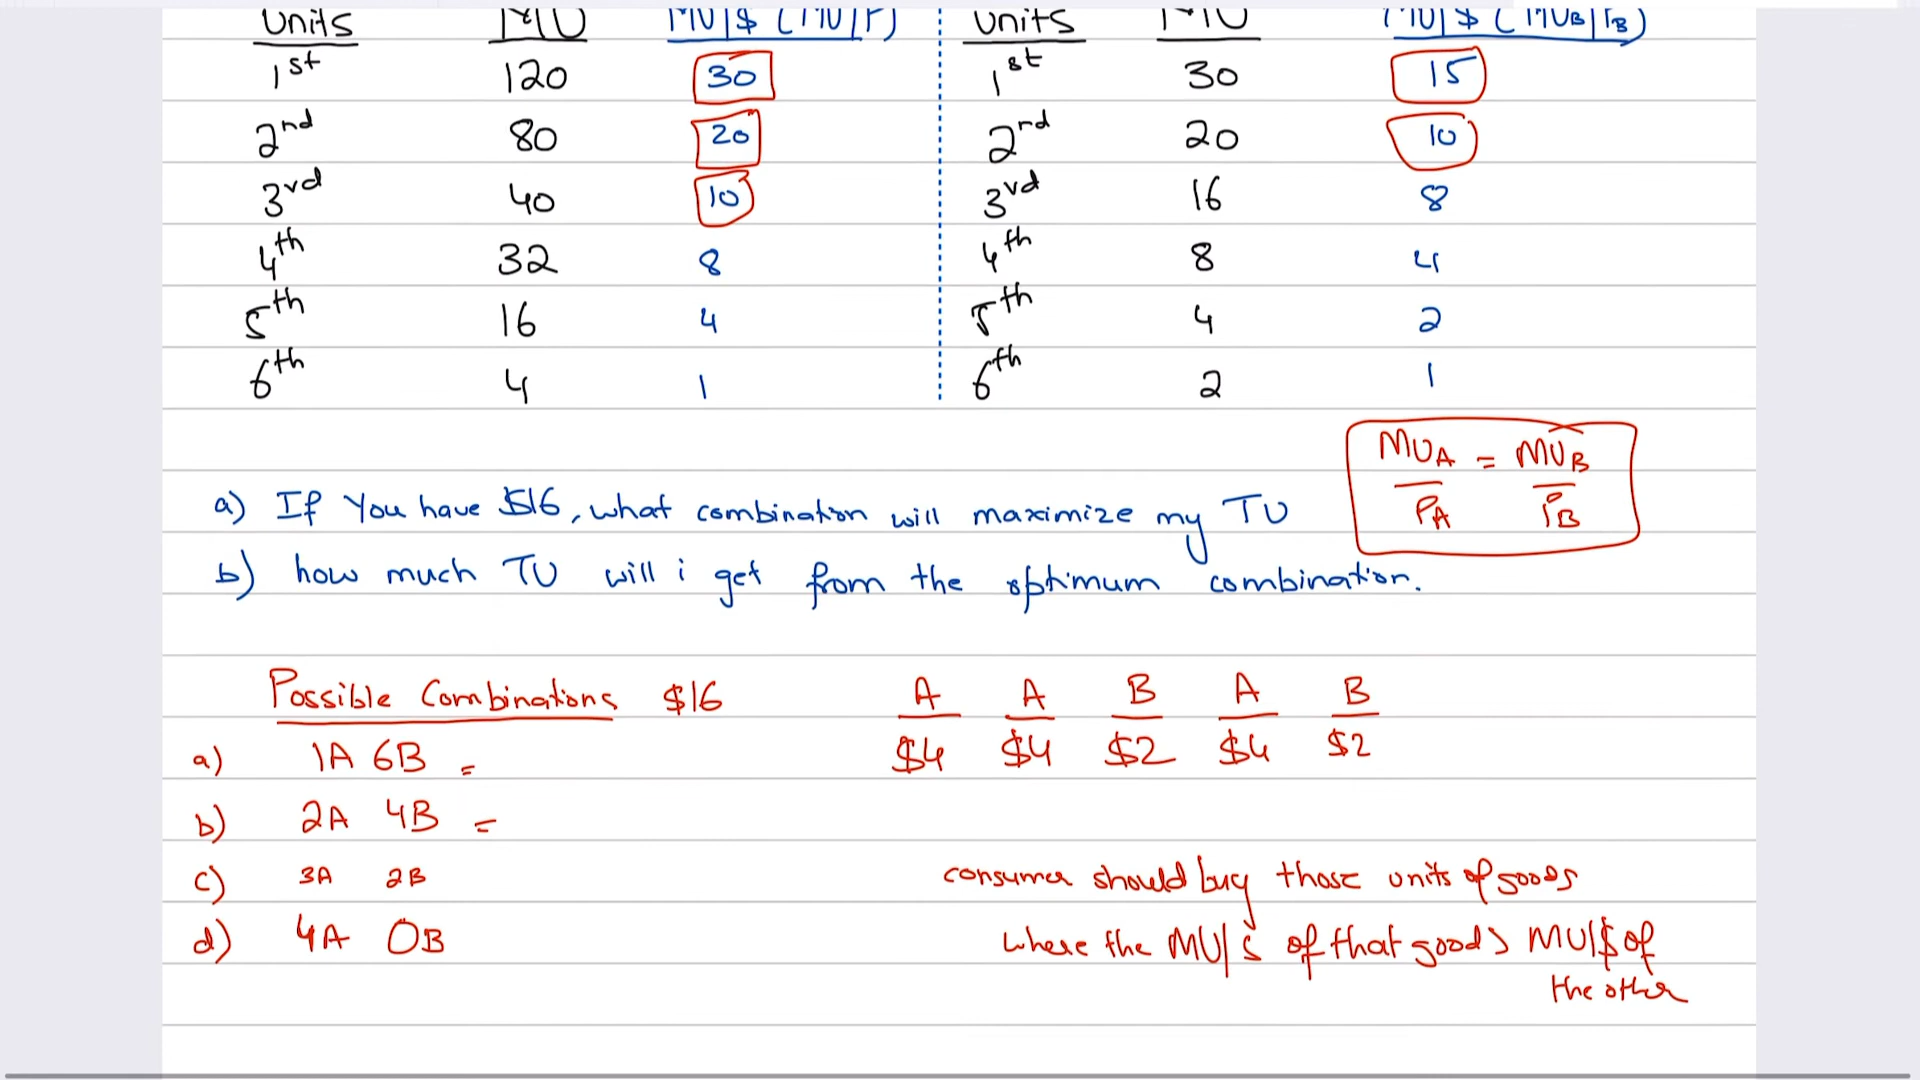 Units MU MU/$ (MU/P) Units MU MU/$ (MUB/PB)
1st 120 30 1st 30 15
2nd 80 20 2nd 20 10
3rd 40 10 3rd 16 8
4th 32 8 4th 8 4
5th 16 4 5th 4 2
6th 4 1 6th 2 1
MUA = MUB
PA PB
a) If You have $16, what combination will maximize my TU
b) how much TU will i get from the optimum combination.
Possible Combinations $16 A A B A B
a) 1A 6B = $4 $4 $2 $4 $2
b) 2A 4B =
c) 3A 2B consumer should buy those units of goods
d) 4A 0B where the MU/$ of that good > MU/$ of
the other